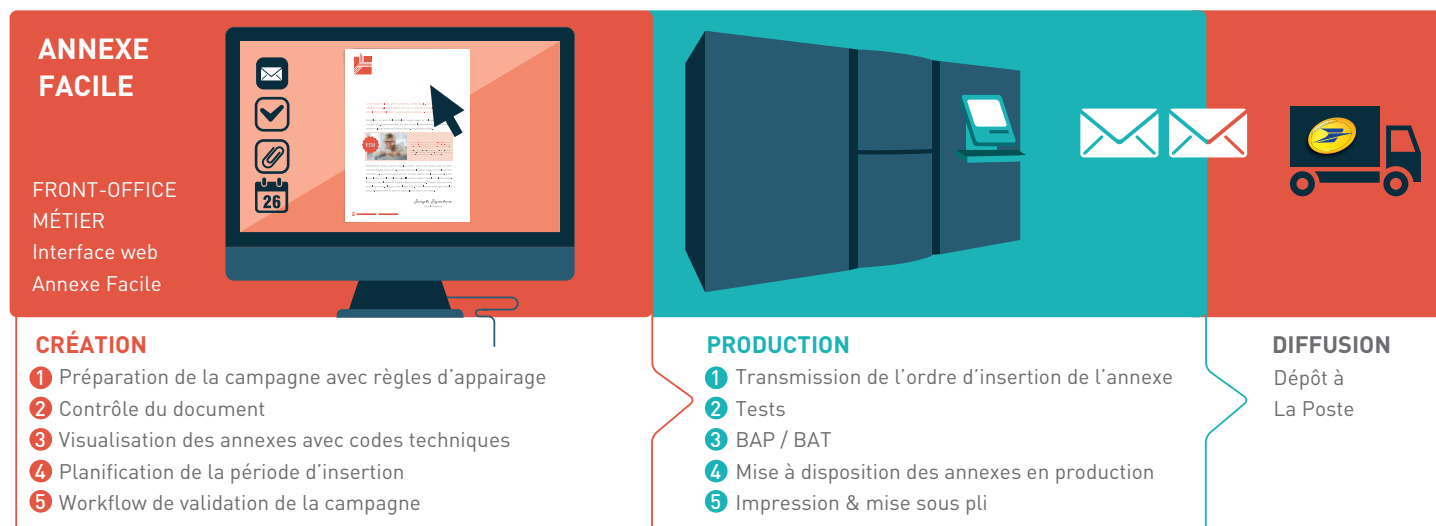 ANNEXE
FACILE
FRONT-OFFICE
MÉTIER
Interface web
Annexe Facile
26
CRÉATION
1 Préparation de la campagne avec règles d'appairage
2 Contrôle du document
3 Visualisation des annexes avec codes techniques
4 Planification de la période d'insertion
5 Workflow de validation de la campagne
PRODUCTION
1 Transmission de l'ordre d'insertion de l'annexe
2 Tests
3 BAP / BAT
4 Mise à disposition des annexes en production
5 Impression & mise sous pli
DIFFUSION
Dépôt à
La Poste